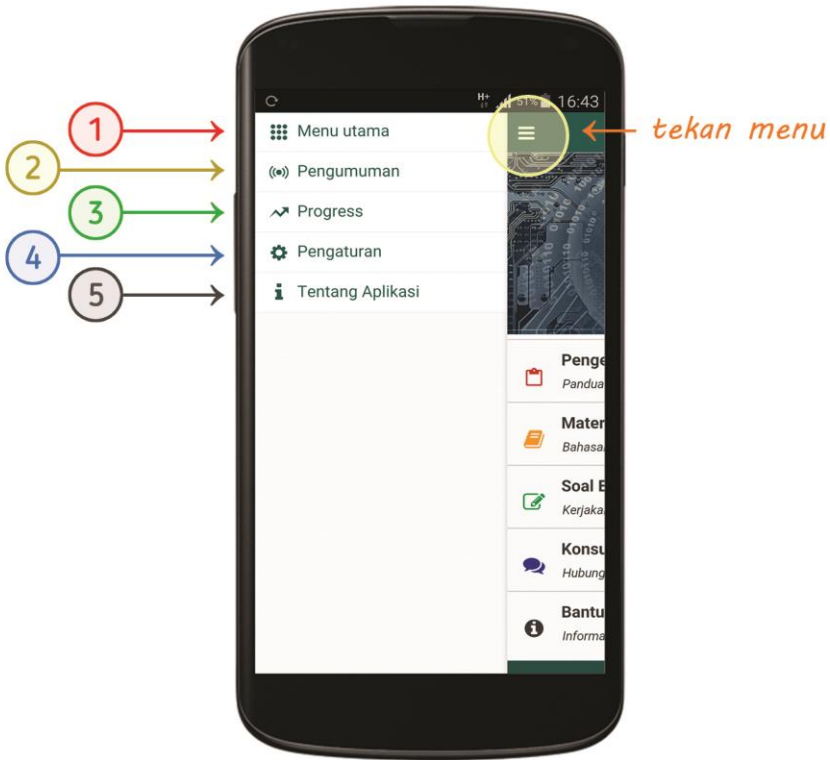 H+ 51% 16:43
1 Menu utama
tekan menu
2 Pengumuman
3 Progress
4 Pengaturan
5 Tentang Aplikasi
Penge
Pandua
Mater
Bahasa
Soal E
Kerjaka
Konsu
Hubung
Bantu
Informa